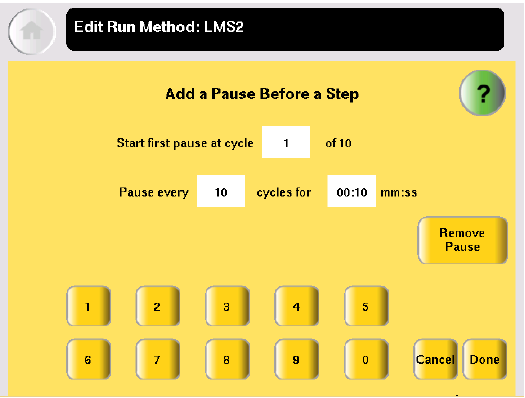 Edit Run Method: LMS2
Add a Pause Before a Step
?
Start first pause at cycle 1 of 10
Pause every 10 cycles for 00:10 mm:ss
Remove
Pause
1 2 3 4 5
6 7 8 9 0 Cancel Done